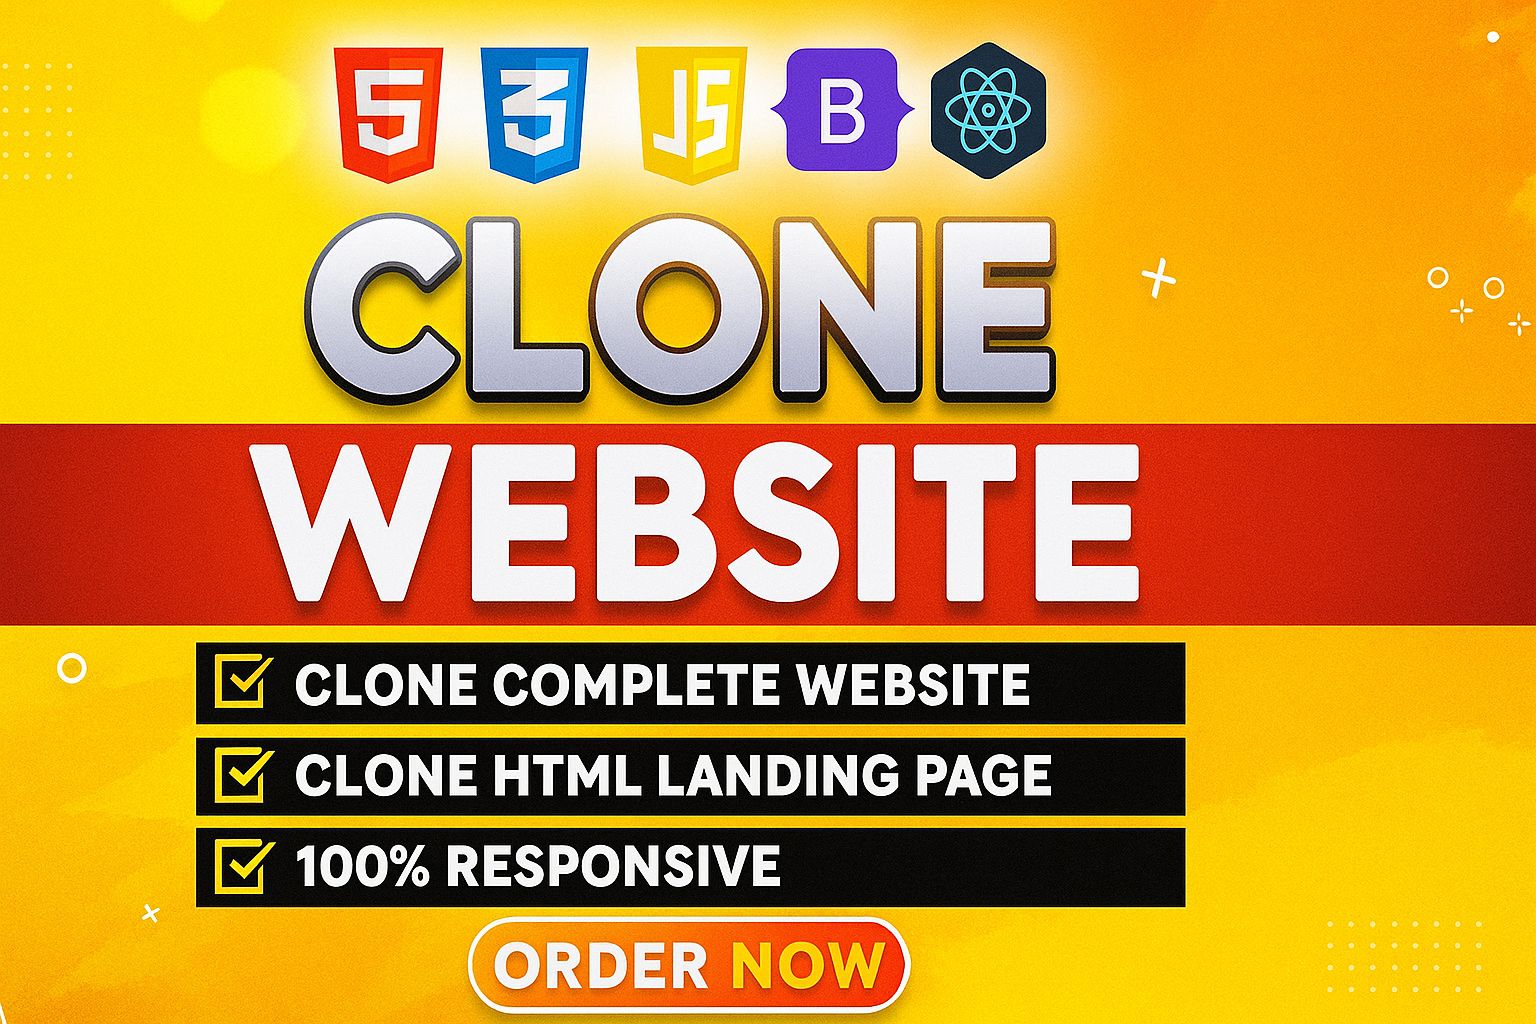 5 3 JS B
CLONE
WEBSITE
CLONE COMPLETE WEBSITE
CLONE HTML LANDING PAGE
100% RESPONSIVE
ORDER NOW